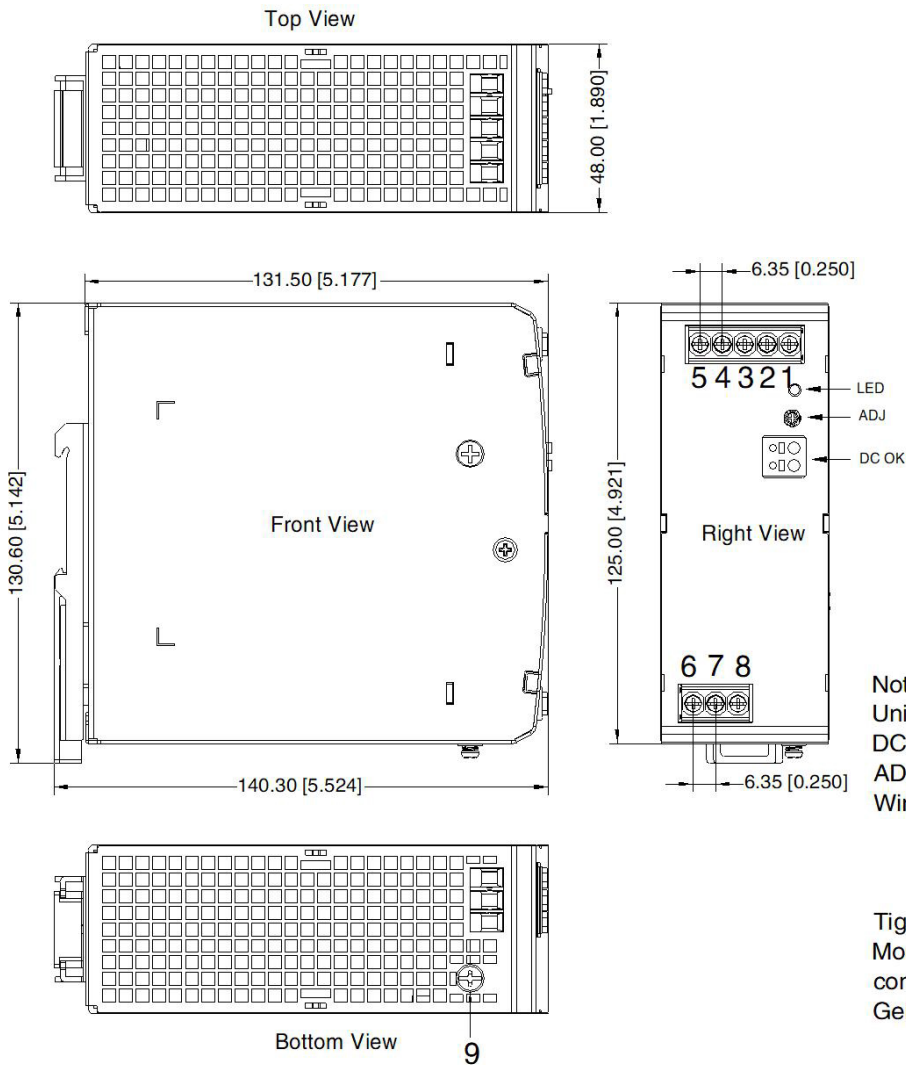 Top View
48.00 [1.890]
131.50 [5.177]
6.35 [0.250]
5 4 3 2 1
LED
ADJ
DC OK
130.60 [5.142]
Front View
125.00 [4.921]
Right View
6 7 8
Not
Uni
DC
AD
Wir
140.30 [5.524]
6.35 [0.250]
Tig
Mo
con
Ge
Bottom View
9